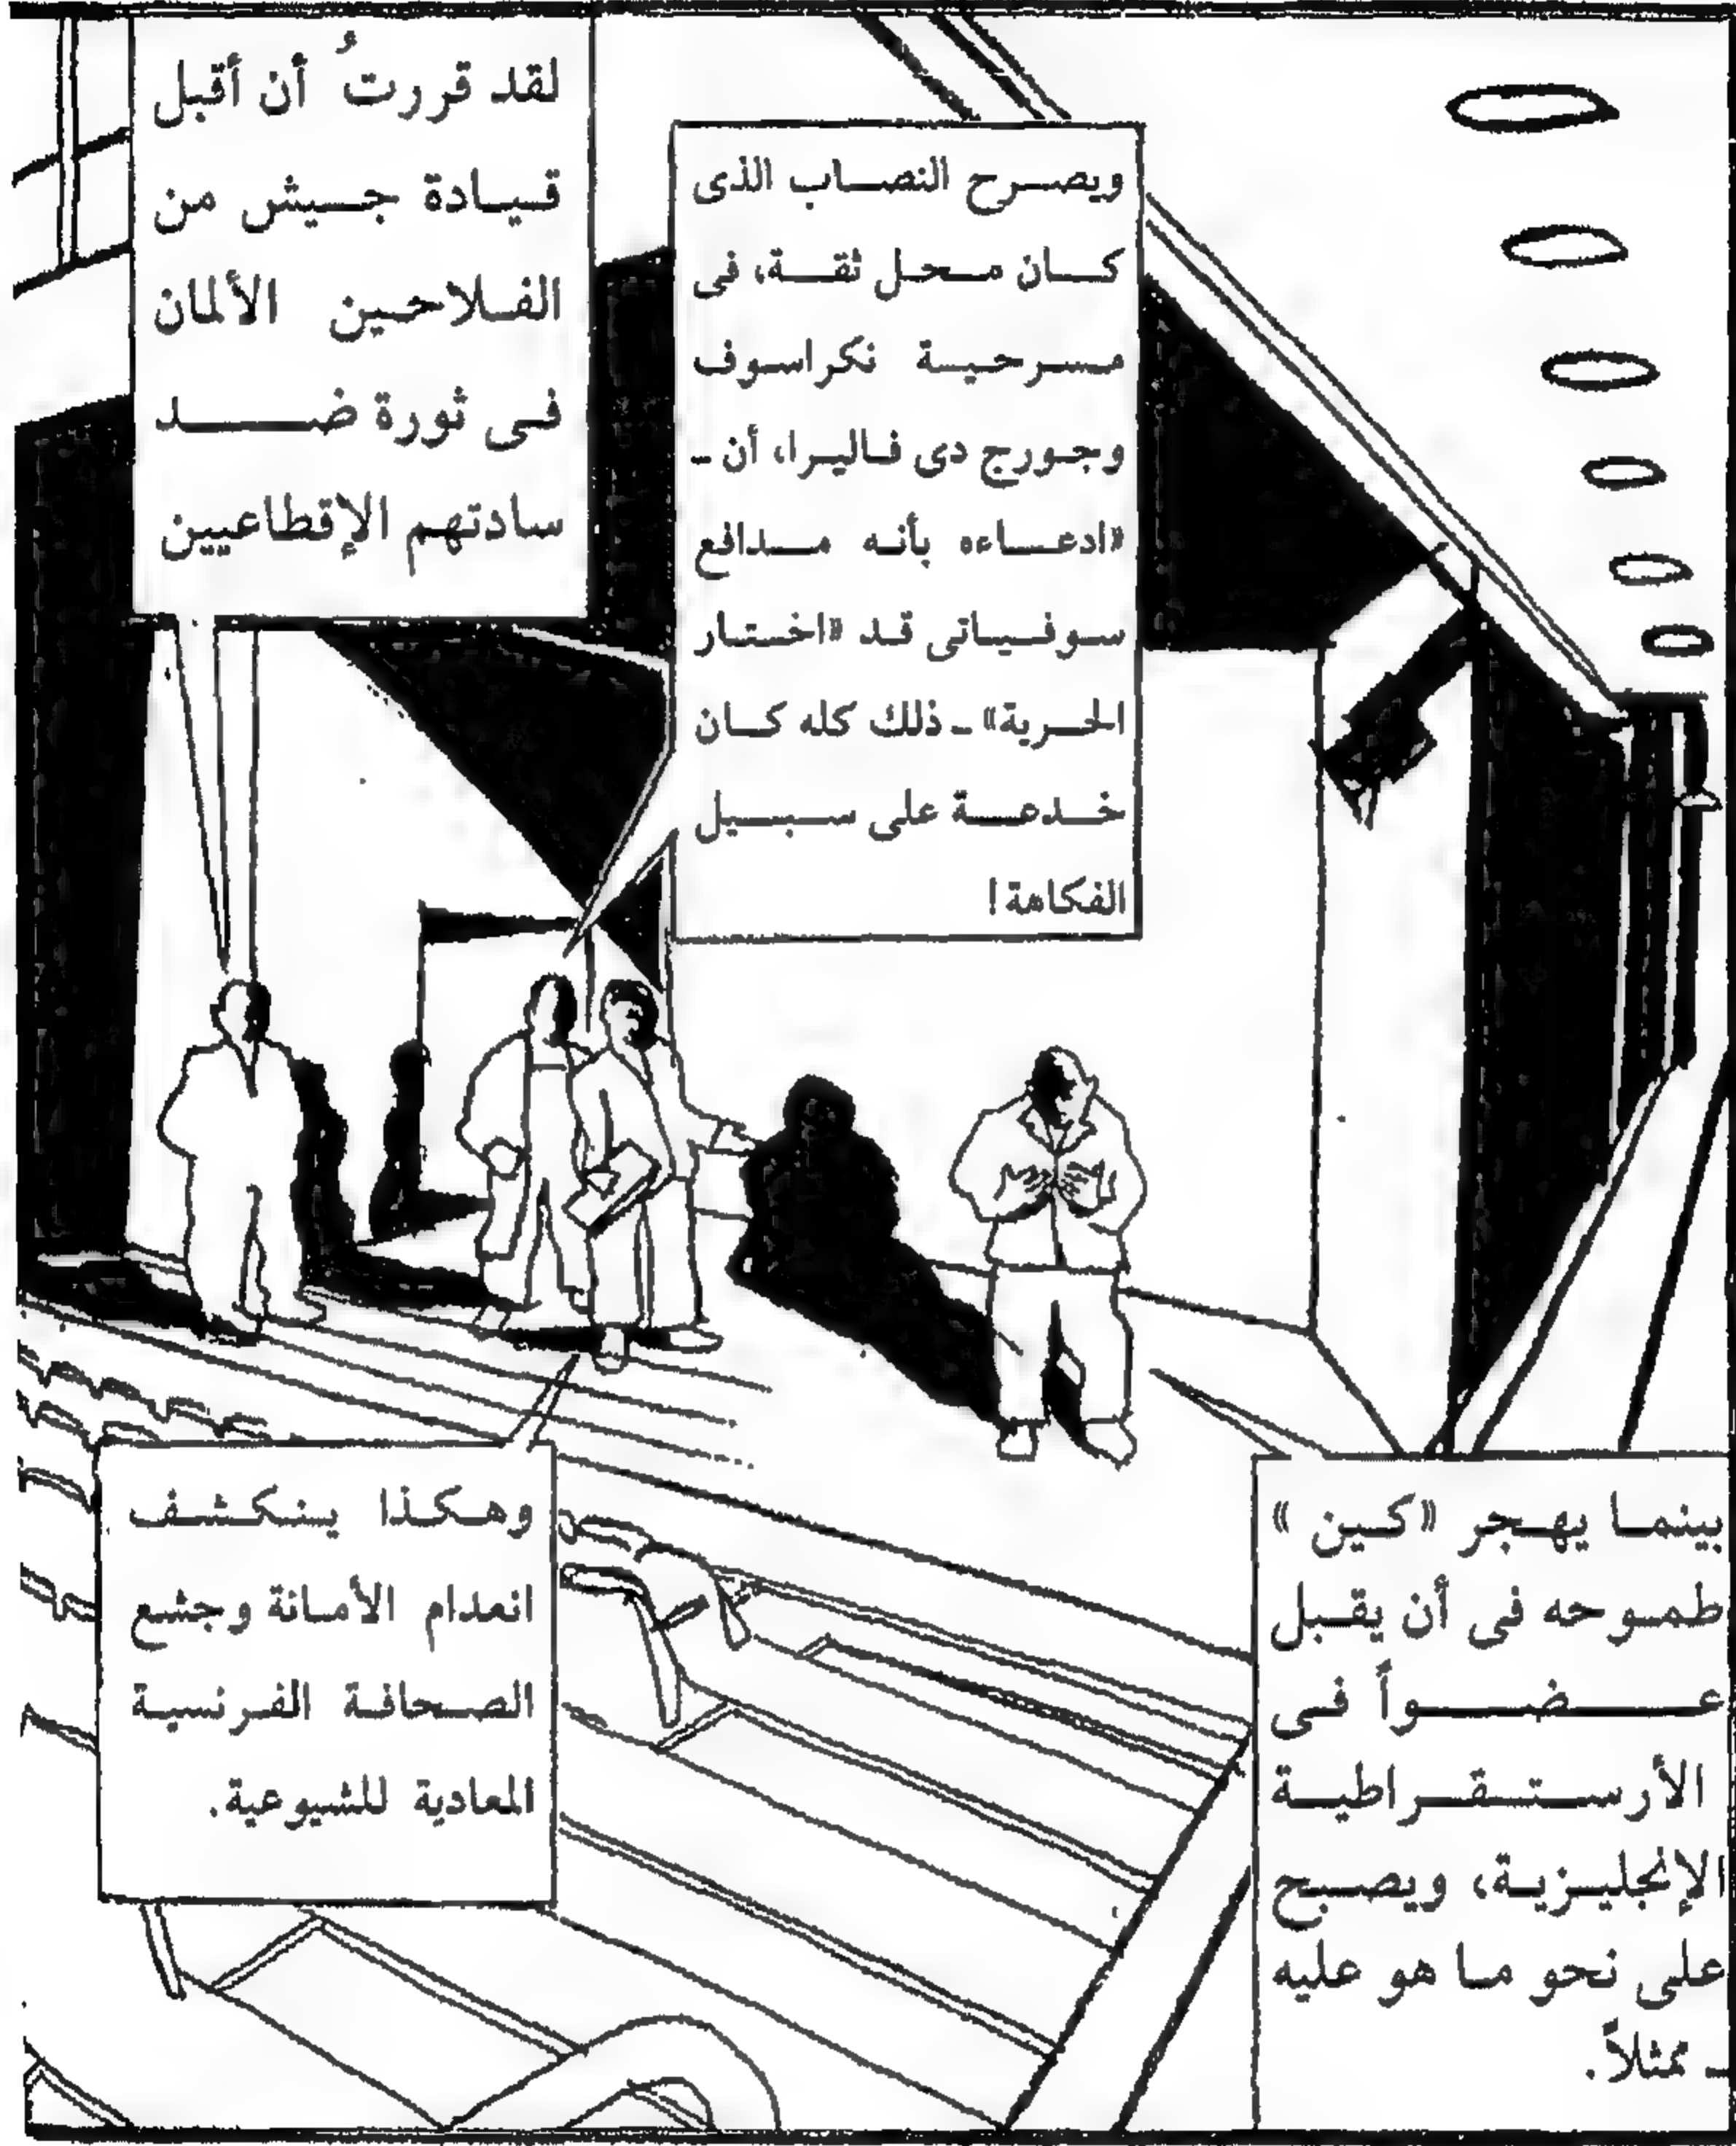 لقد قررتُ أن أقبل
قيادة جيش من
الفلاحين الألمان
فى ثورة ضد
سادتهم الإقطاعيين
ويصرح النصاب الذى
كان محل ثقة، فى
مسرحية نكراسوف
وجورج دى فاليرا، أن -
«ادعاءه بأنه مدافع
سوفياتى قد «اختار
الحرية» - ذلك كله كان
خدعة على سبيل
الفكاهة!
وهكذا ينكشف
انعدام الأمانة وجشع
الصحافة الفرنسية
المعادية للشيوعية.
بينما يهجر «كين »
طموحه فى أن يقبل
عضواً فى
الأرستقراطية
الإنجليزية، ويصبح
على نحو ما هو عليه
- ممثلاً.